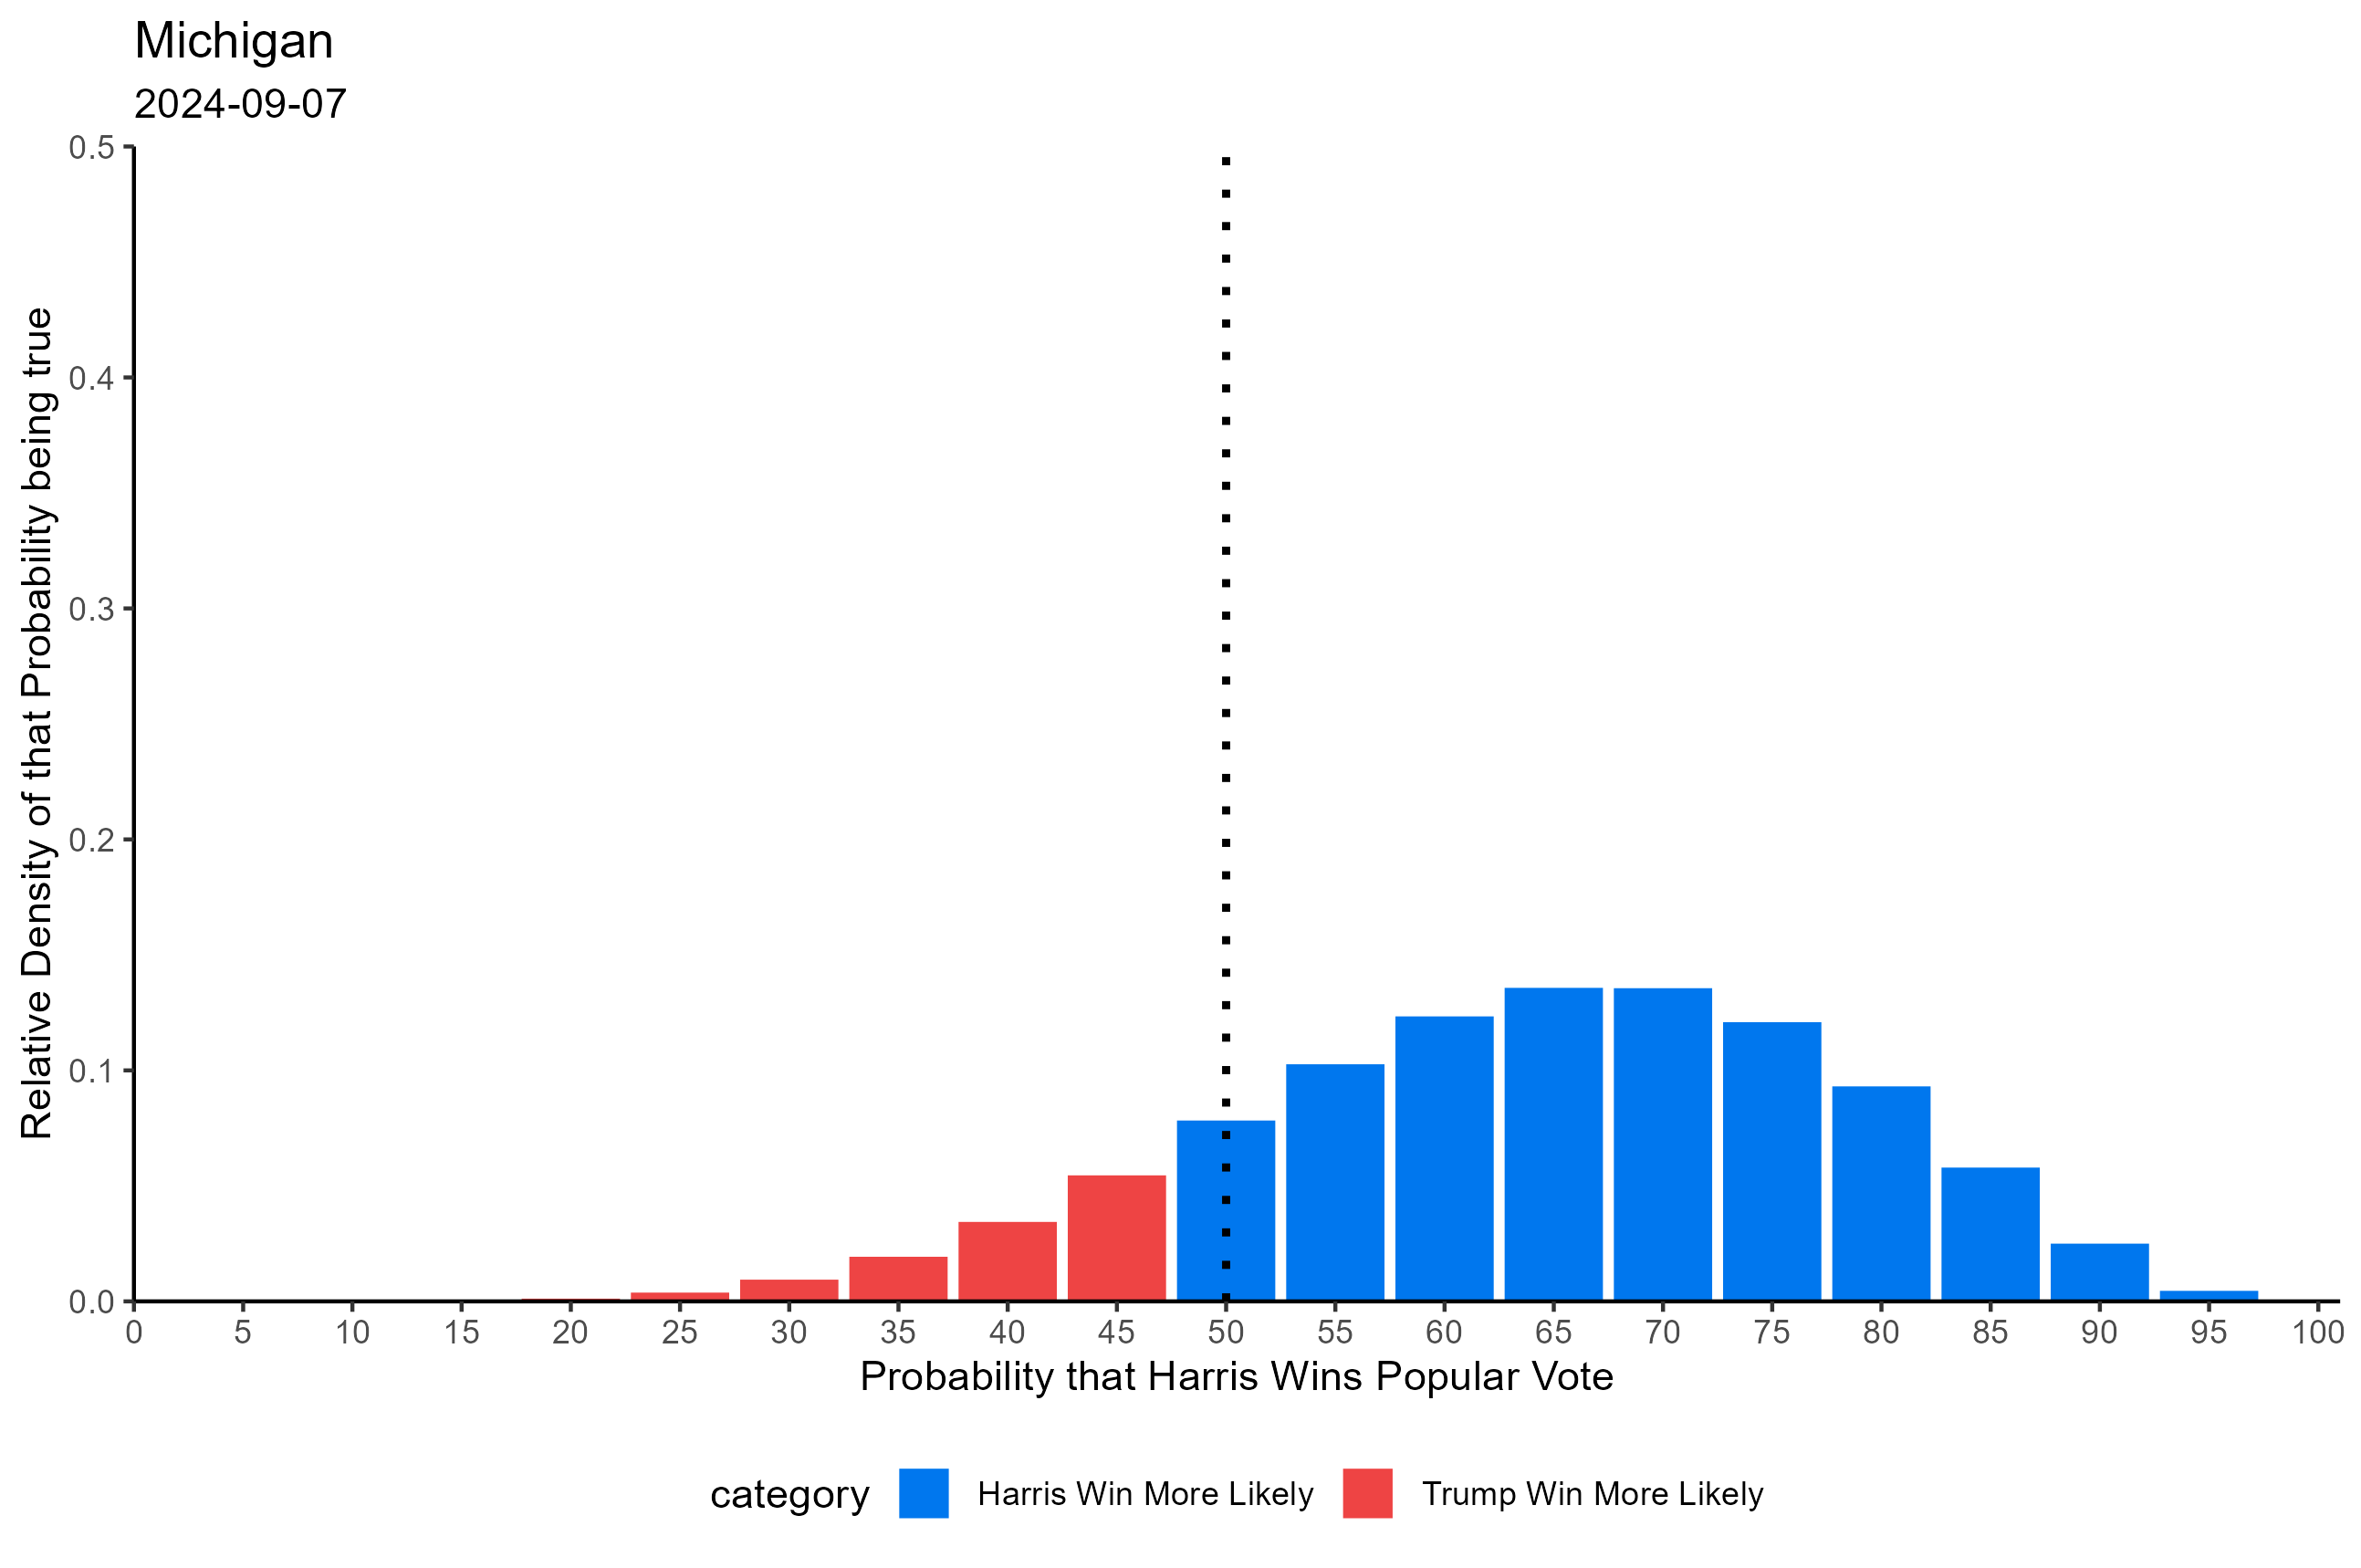 Michigan
2024-09-07
Relative Density of that Probability being true
0.5
0.4
0.3
0.2
0.1
0.0
0 5 10 15 20 25 30 35 40 45 50 55 60 65 70 75 80 85 90 95 100
Probability that Harris Wins Popular Vote
category Harris Win More Likely Trump Win More Likely